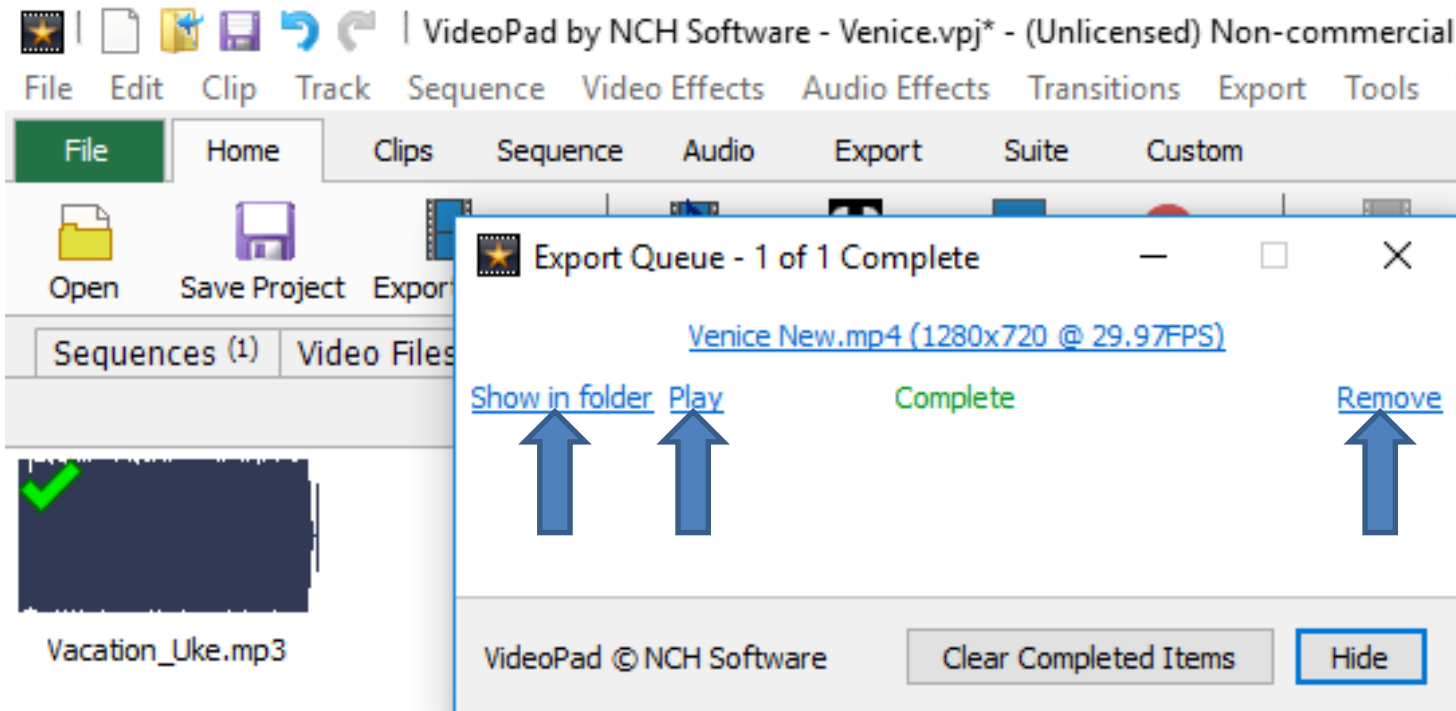 VideoPad by NCH Software - Venice.vpj* - (Unlicensed) Non-commercial
File Edit Clip Track Sequence Video Effects Audio Effects Transitions Export Tools
File Home Clips Sequence Audio Export Suite Custom
Open Save Project Export
Export Queue - 1 of 1 Complete
Sequences (1) Video Files
Venice New.mp4 (1280x720 @ 29.97FPS)
Show in folder Play Complete Remove
Vacation_Uke.mp3
VideoPad © NCH Software Clear Completed Items Hide